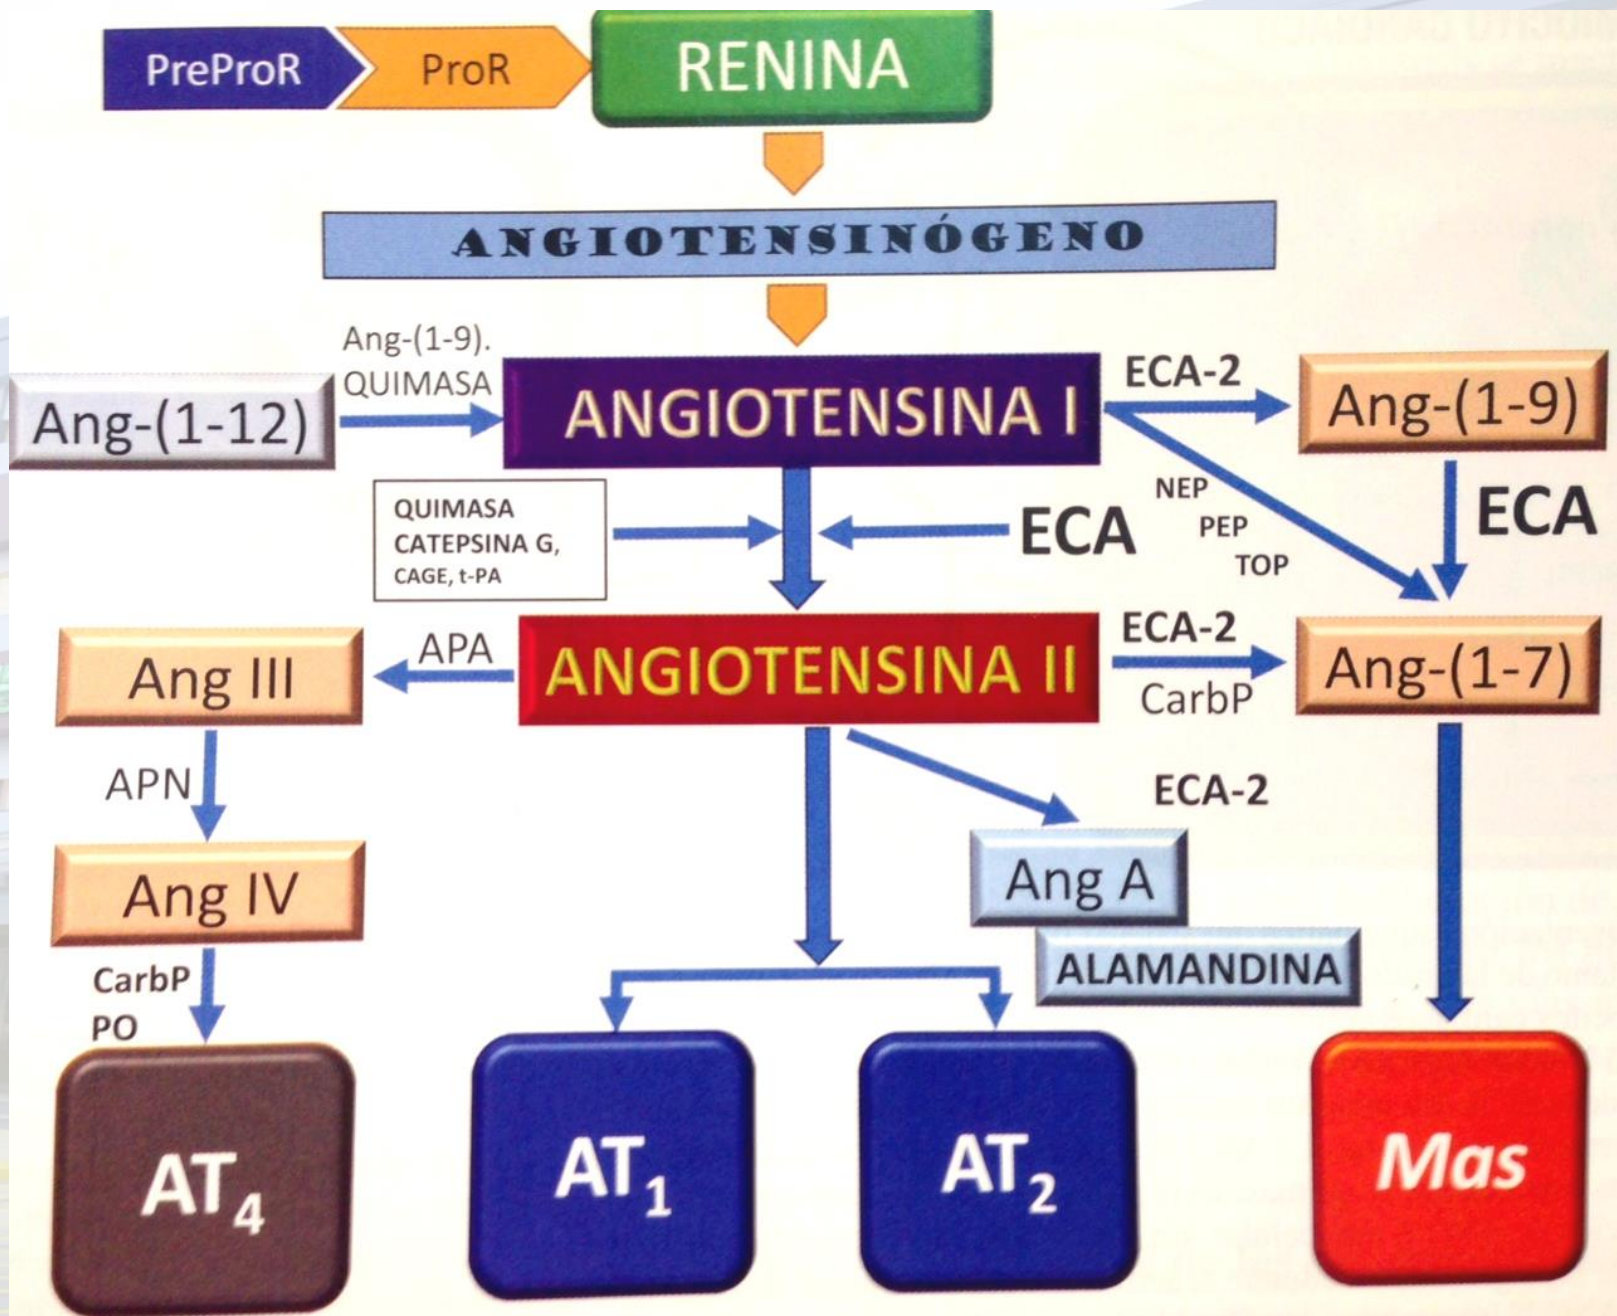 PreProR
ProR
RENINA
ANGIOTENSINÓGENO
Ang-(1-9).
QUIMASA
Ang-(1-12)
ANGIOTENSINA I
ECA-2
Ang-(1-9)
QUIMASA
CATEPSINA G,
CAGE, t-PA
ECA
NEP
PEP
TOP
ECA
Ang III
APA
ANGIOTENSINA II
ECA-2
CarbP
Ang-(1-7)
APN
ECA-2
Ang IV
Ang A
ALAMANDINA
CarbP
PO
AT4
AT1
AT2
Mas